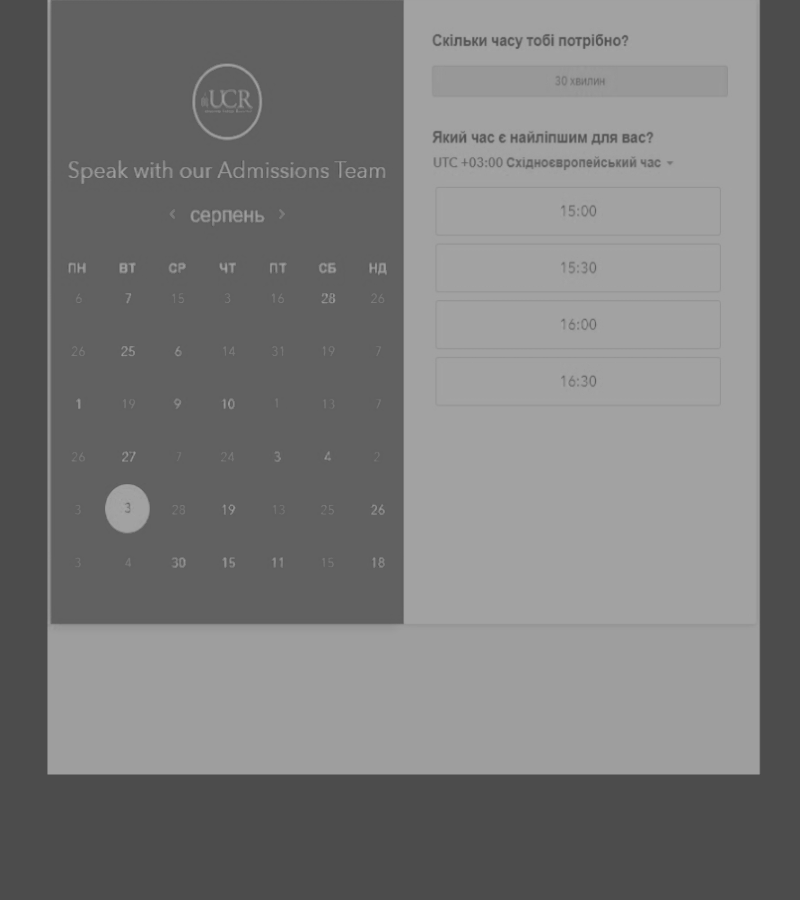 UCR
Speak with our Admissions Team
серпень
ПН ВТ СР ЧТ ПТ СБ НД
6 7 15 3 16 28 26
26 25 6 14 31 19 7
1 19 9 10 1 13 7
26 27 7 24 3 4 2
3 3 28 19 13 25 26
3 4 30 15 11 15 18
Скільки часу тобі потрібно?
30 хвилин
Який час є найліпшим для вас?
UTC +03:00 Східноєвропейський час
15:00
15:30
16:00
16:30